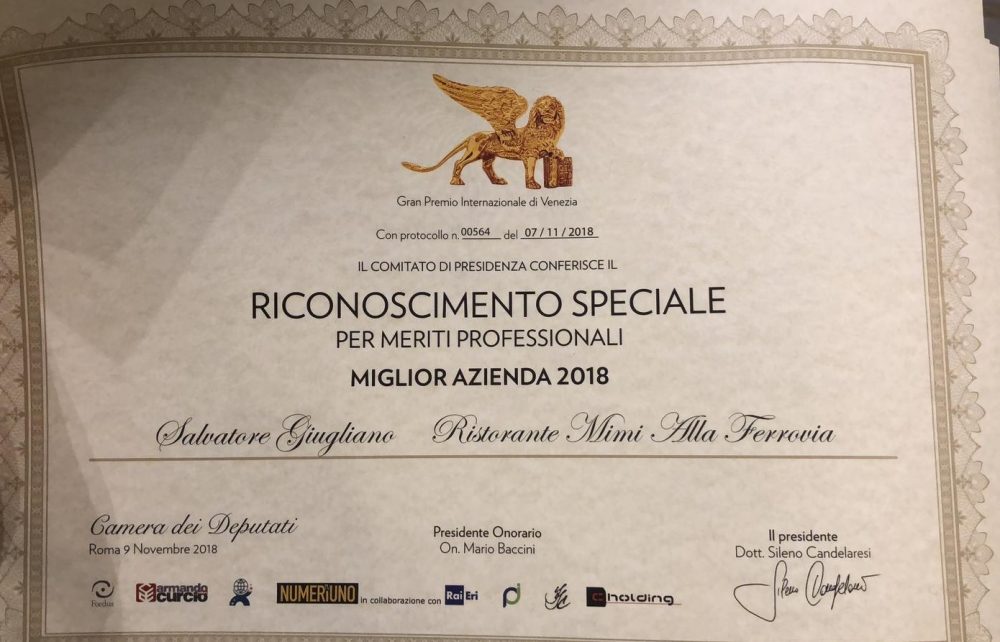 Gran Premio Internazionale di Venezia
Con protocollo n. 00564 del 07 / 11 / 2018
IL COMITATO DI PRESIDENZA CONFERISCE IL
RICONOSCIMENTO SPECIALE
PER MERITI PROFESSIONALI
MIGLIOR AZIENDA 2018
Salvatore Giugliano Ristorante Mimi Alla Ferrovia
Camera dei Deputati
Roma 9 Novembre 2018
Presidente Onorario
On. Mario Baccini
Il presidente
Dott. Sileno Candelaresi
Foedus armando curcio NUMERiUNO in collaborazione con Rai Eri holding